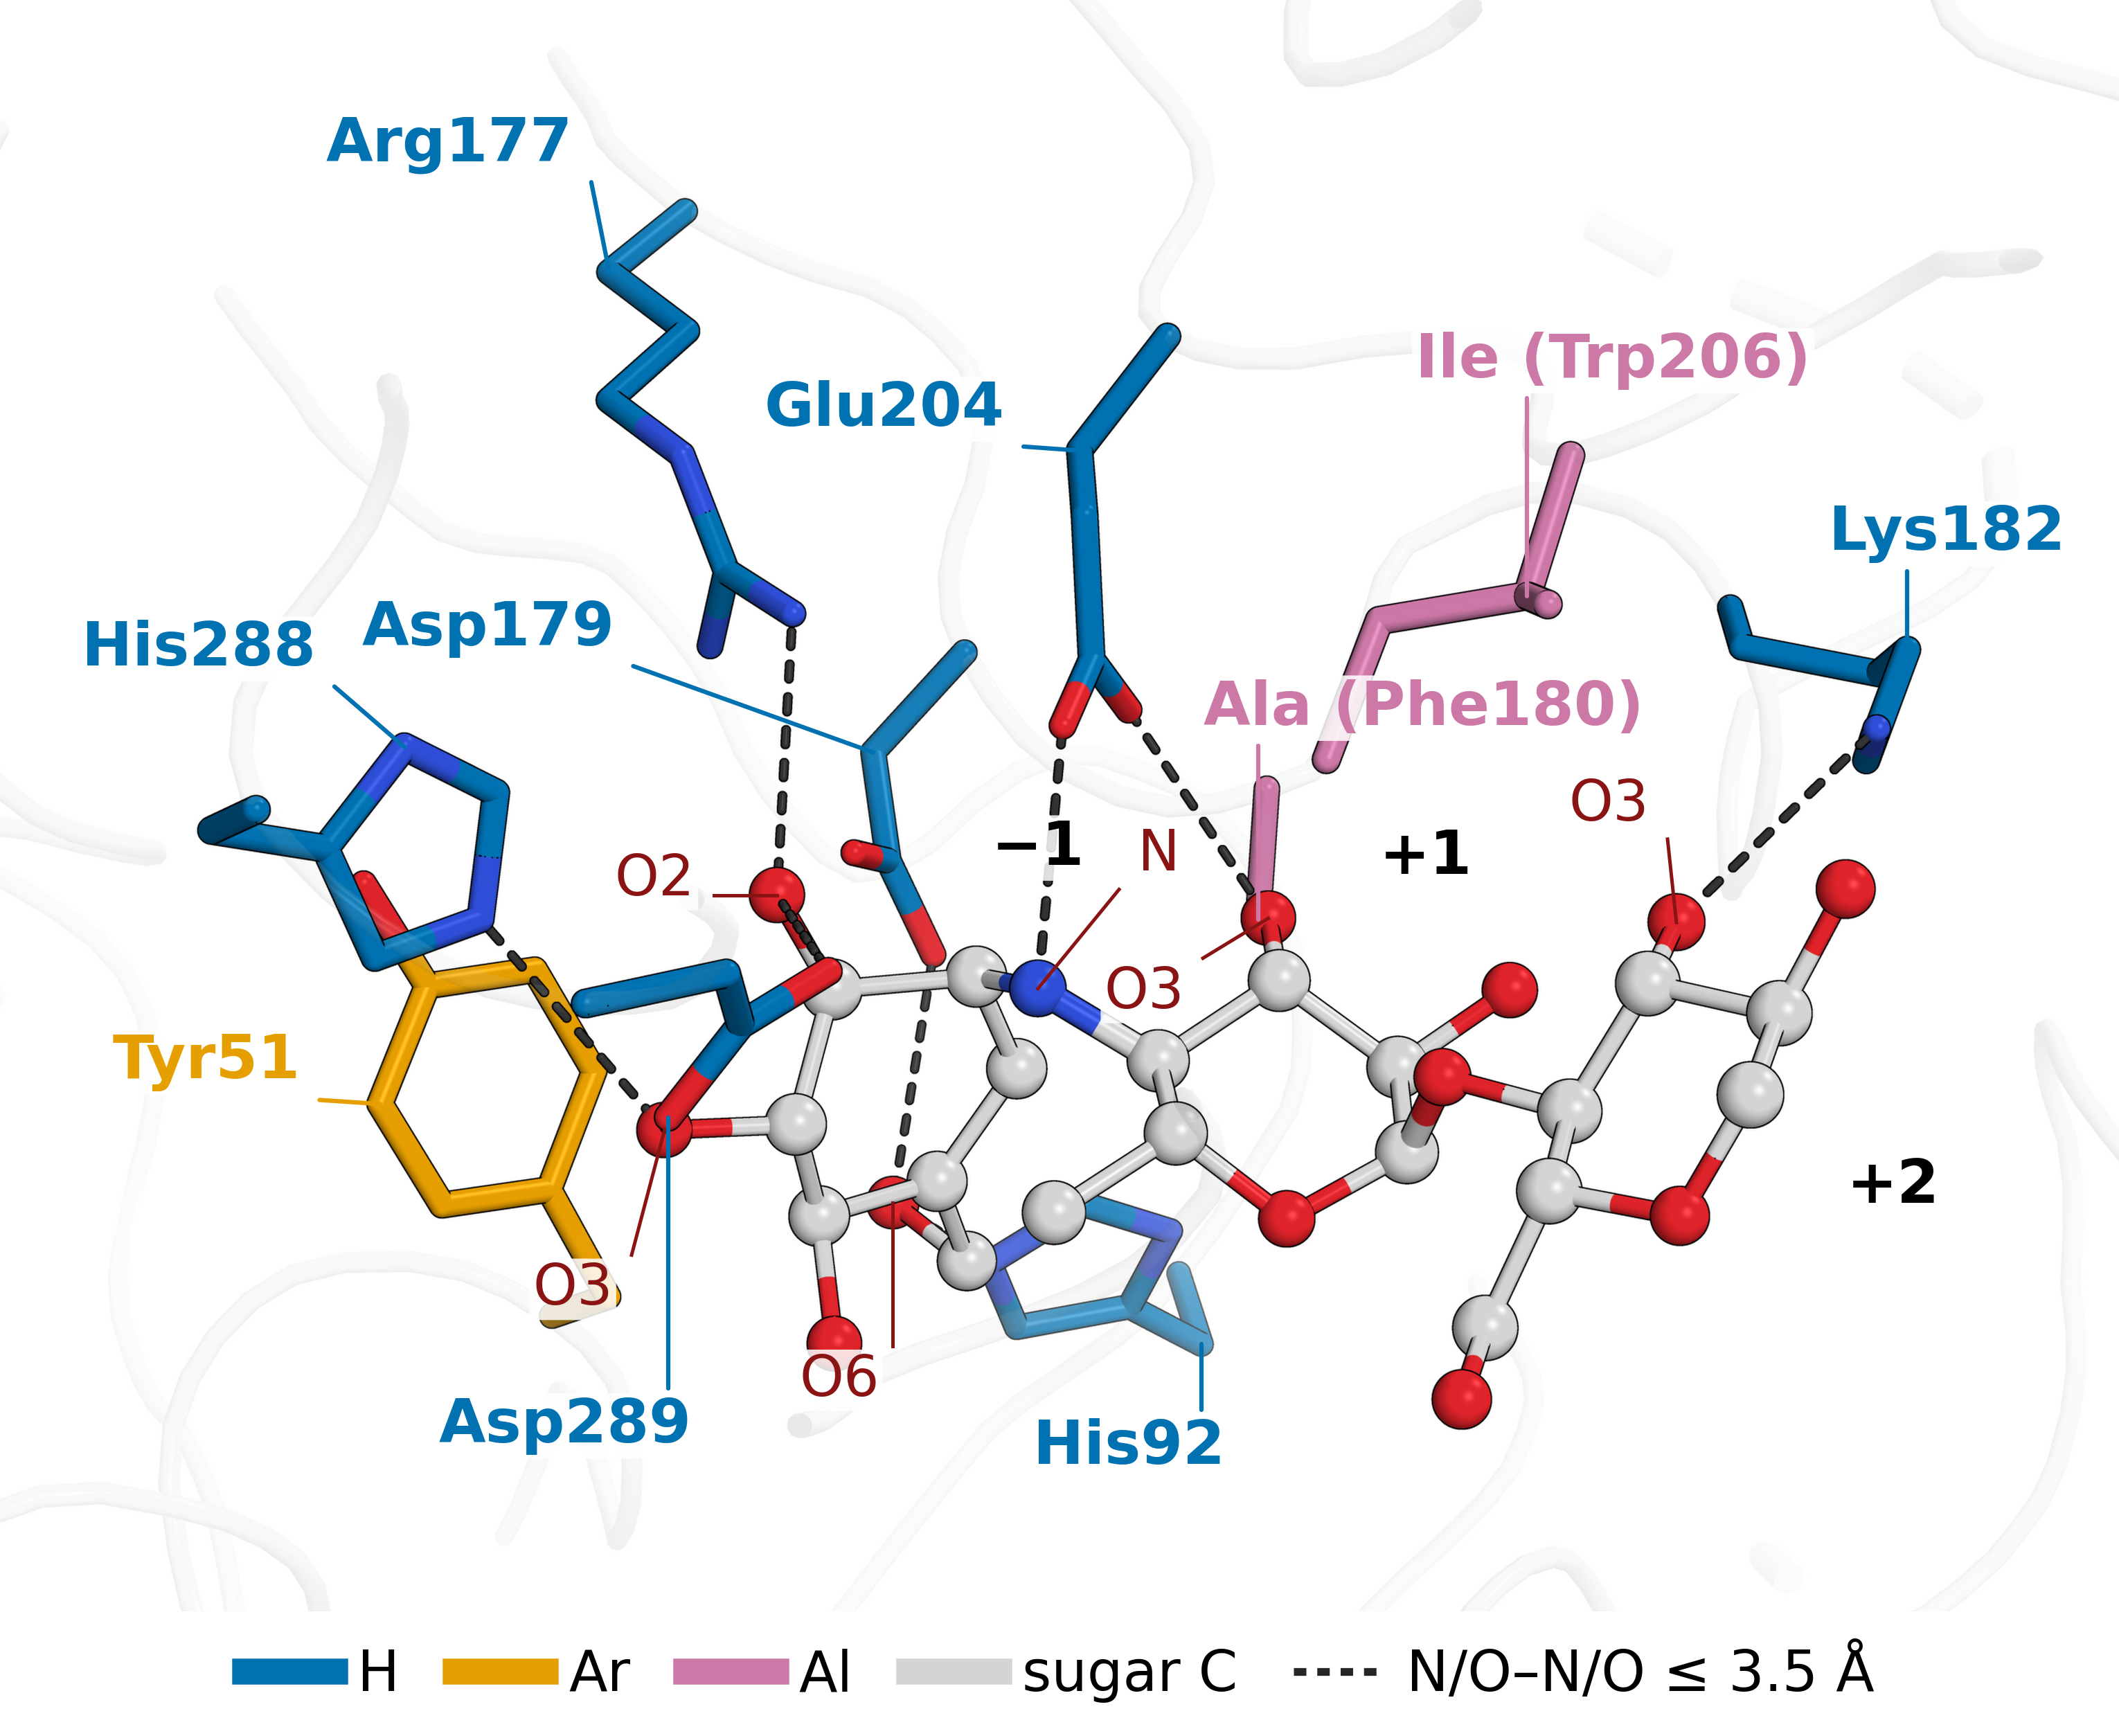 Arg177
Ile (Trp206)
Glu204
Lys182
His288
Asp179
Ala (Phe180)
O3
−1
N
+1
O2
O3
Tyr51
+2
O3
O6
Asp289
His92
H
Ar
Al
sugar C
N/O–N/O ≤ 3.5 Å